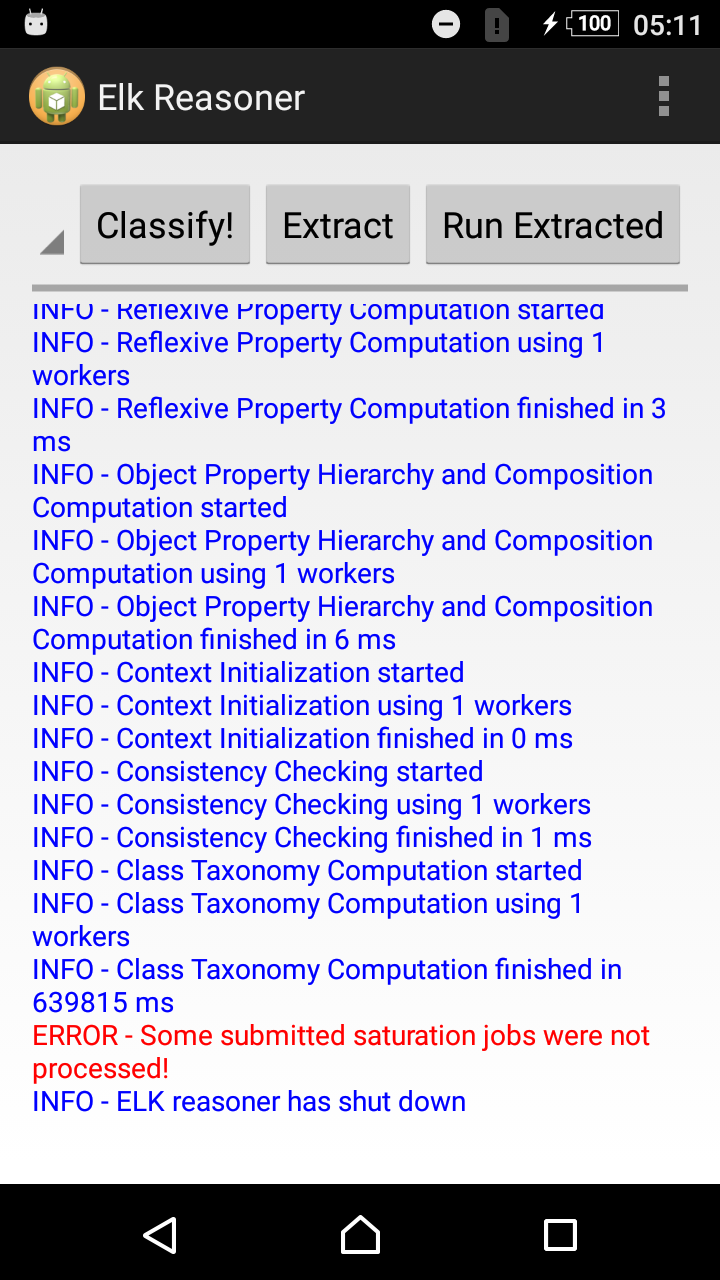 100 05:11
Elk Reasoner
Classify! Extract Run Extracted
INFO - Reflexive Property Computation started
INFO - Reflexive Property Computation using 1
workers
INFO - Reflexive Property Computation finished in 3
ms
INFO - Object Property Hierarchy and Composition
Computation started
INFO - Object Property Hierarchy and Composition
Computation using 1 workers
INFO - Object Property Hierarchy and Composition
Computation finished in 6 ms
INFO - Context Initialization started
INFO - Context Initialization using 1 workers
INFO - Context Initialization finished in 0 ms
INFO - Consistency Checking started
INFO - Consistency Checking using 1 workers
INFO - Consistency Checking finished in 1 ms
INFO - Class Taxonomy Computation started
INFO - Class Taxonomy Computation using 1
workers
INFO - Class Taxonomy Computation finished in
639815 ms
ERROR - Some submitted saturation jobs were not
processed!
INFO - ELK reasoner has shut down